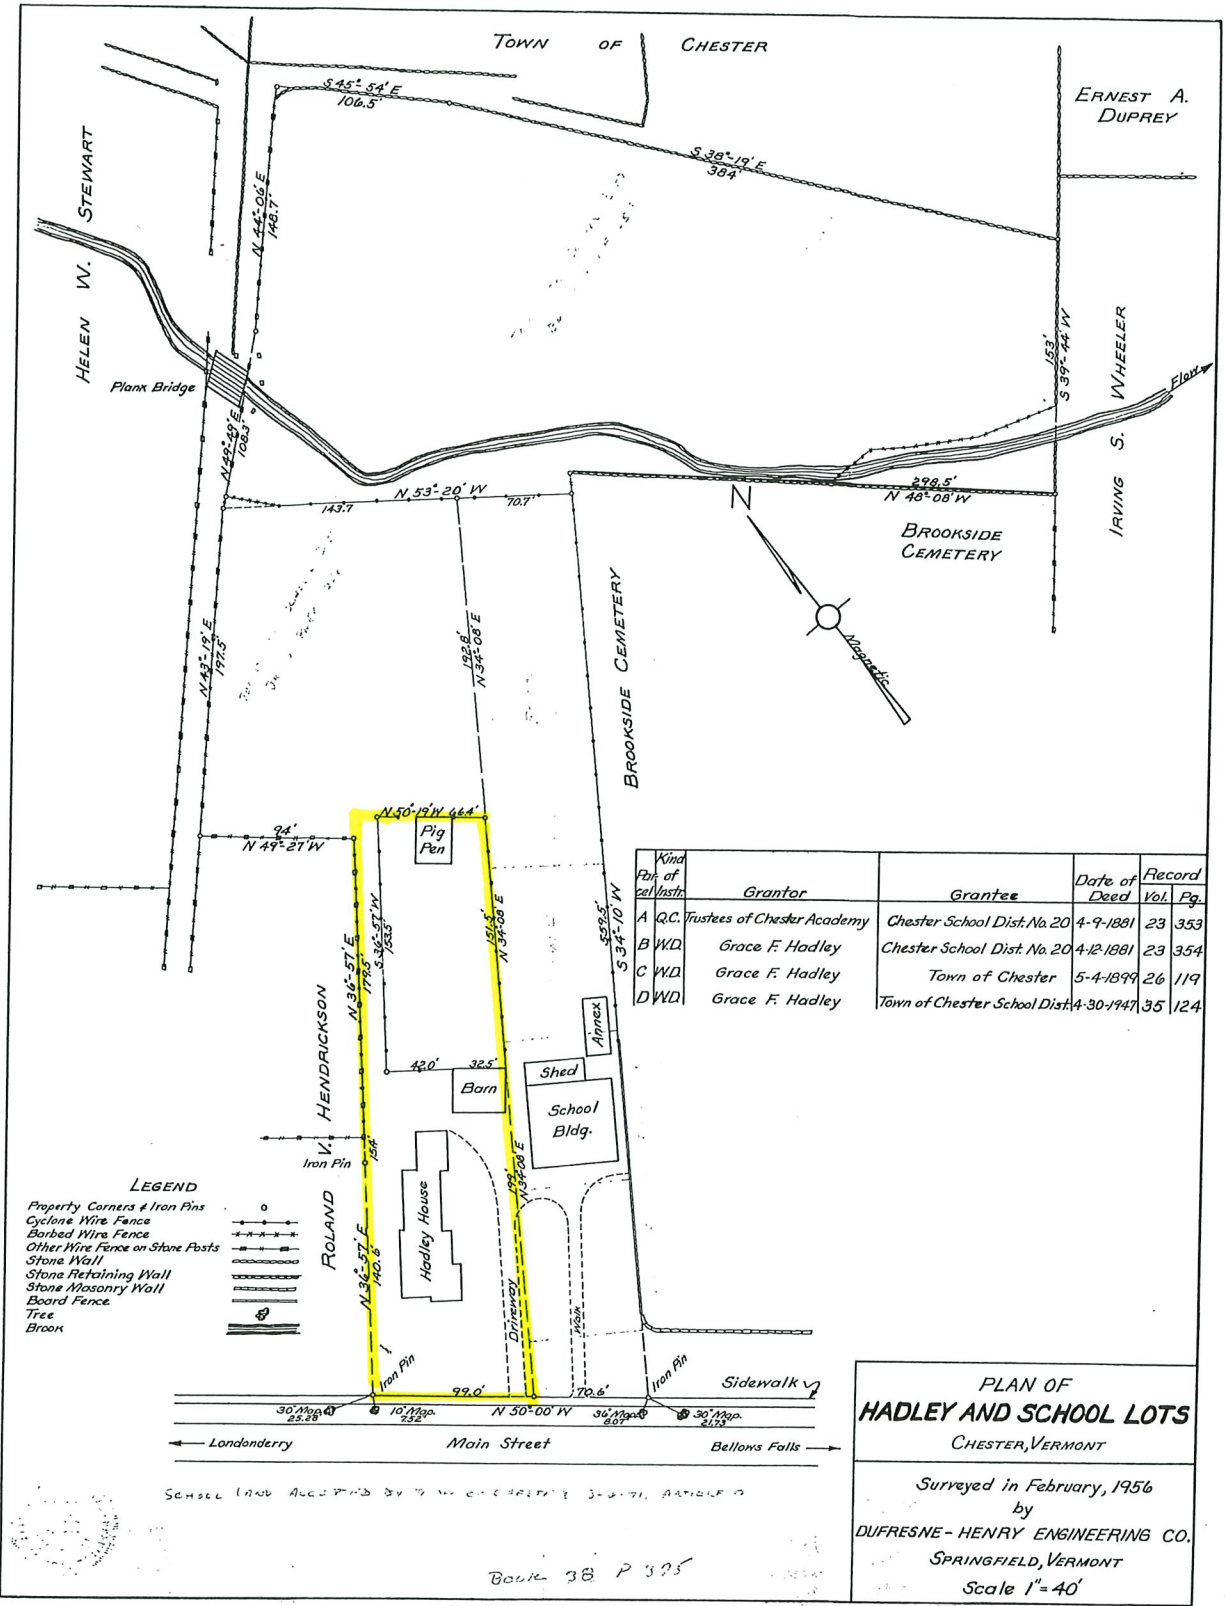 TOWN OF CHESTER
ERNEST A.
DUPREY
HELEN W. STEWART
S 45°-54' E
106.5'
S 38°-19' E
384'
N 44°-06' E
148.7'
153'
S 39°-44' W
IRVING S. WHEELER
Flow
Plank Bridge
N 49°-49' E
108.3'
N 53°-20' W
143.7
70.7'
298.5'
N 48°-08' W
BROOKSIDE
CEMETERY
N
Magnetic
N 43°-19' E
197.5'
192.8'
N 34°-08' E
BROOKSIDE CEMETERY
N 50°-19' W 66.4'
Pig
Pen
94'
N 49°-27' W
S 36°-57' W
153.5'
151.5'
N 34°-08' E
559.5'
S 34°-10' W
N 36°-57' E
179.5'
Parcel
Kind of Instr.
Grantor
Grantee
Date of Deed
Record
Vol.
Pg.
A Q.C. Trustees of Chester Academy Chester School Dist. No. 20 4-9-1881 23 353
B W.D. Grace F. Hadley Chester School Dist. No. 20 4-12-1881 23 354
C W.D. Grace F. Hadley Town of Chester 5-4-1899 26 119
D W.D. Grace F. Hadley Town of Chester School Dist. 4-30-1947 35 124
ROLAND V. HENDRICKSON
Annex
42.0'
32.5'
Barn
Shed
School
Bldg.
Iron Pin
15.4'
199'
N 34°-08' E
Hadley House
Driveway
Walk
N 36°-57' E
140.6'
LEGEND
Property Corners & Iron Pins
Cyclone Wire Fence
Barbed Wire Fence
Other Wire Fence on Stone Posts
Stone Wall
Stone Retaining Wall
Stone Masonry Wall
Board Fence
Tree
Brook
Iron Pin
Iron Pin
99.0'
70.6'
Sidewalk
30" Map.
25.28'
10" Map.
7.52'
N 50°-00' W
36" Map.
8.07'
30" Map.
21.73'
Londonderry
Main Street
Bellows Falls
PLAN OF
HADLEY AND SCHOOL LOTS
CHESTER, VERMONT
Surveyed in February, 1956
by
DUFRESNE-HENRY ENGINEERING CO.
SPRINGFIELD, VERMONT
Scale 1"=40'
SCHOOL LAND ACCEPTED BY
Book 38 P 375